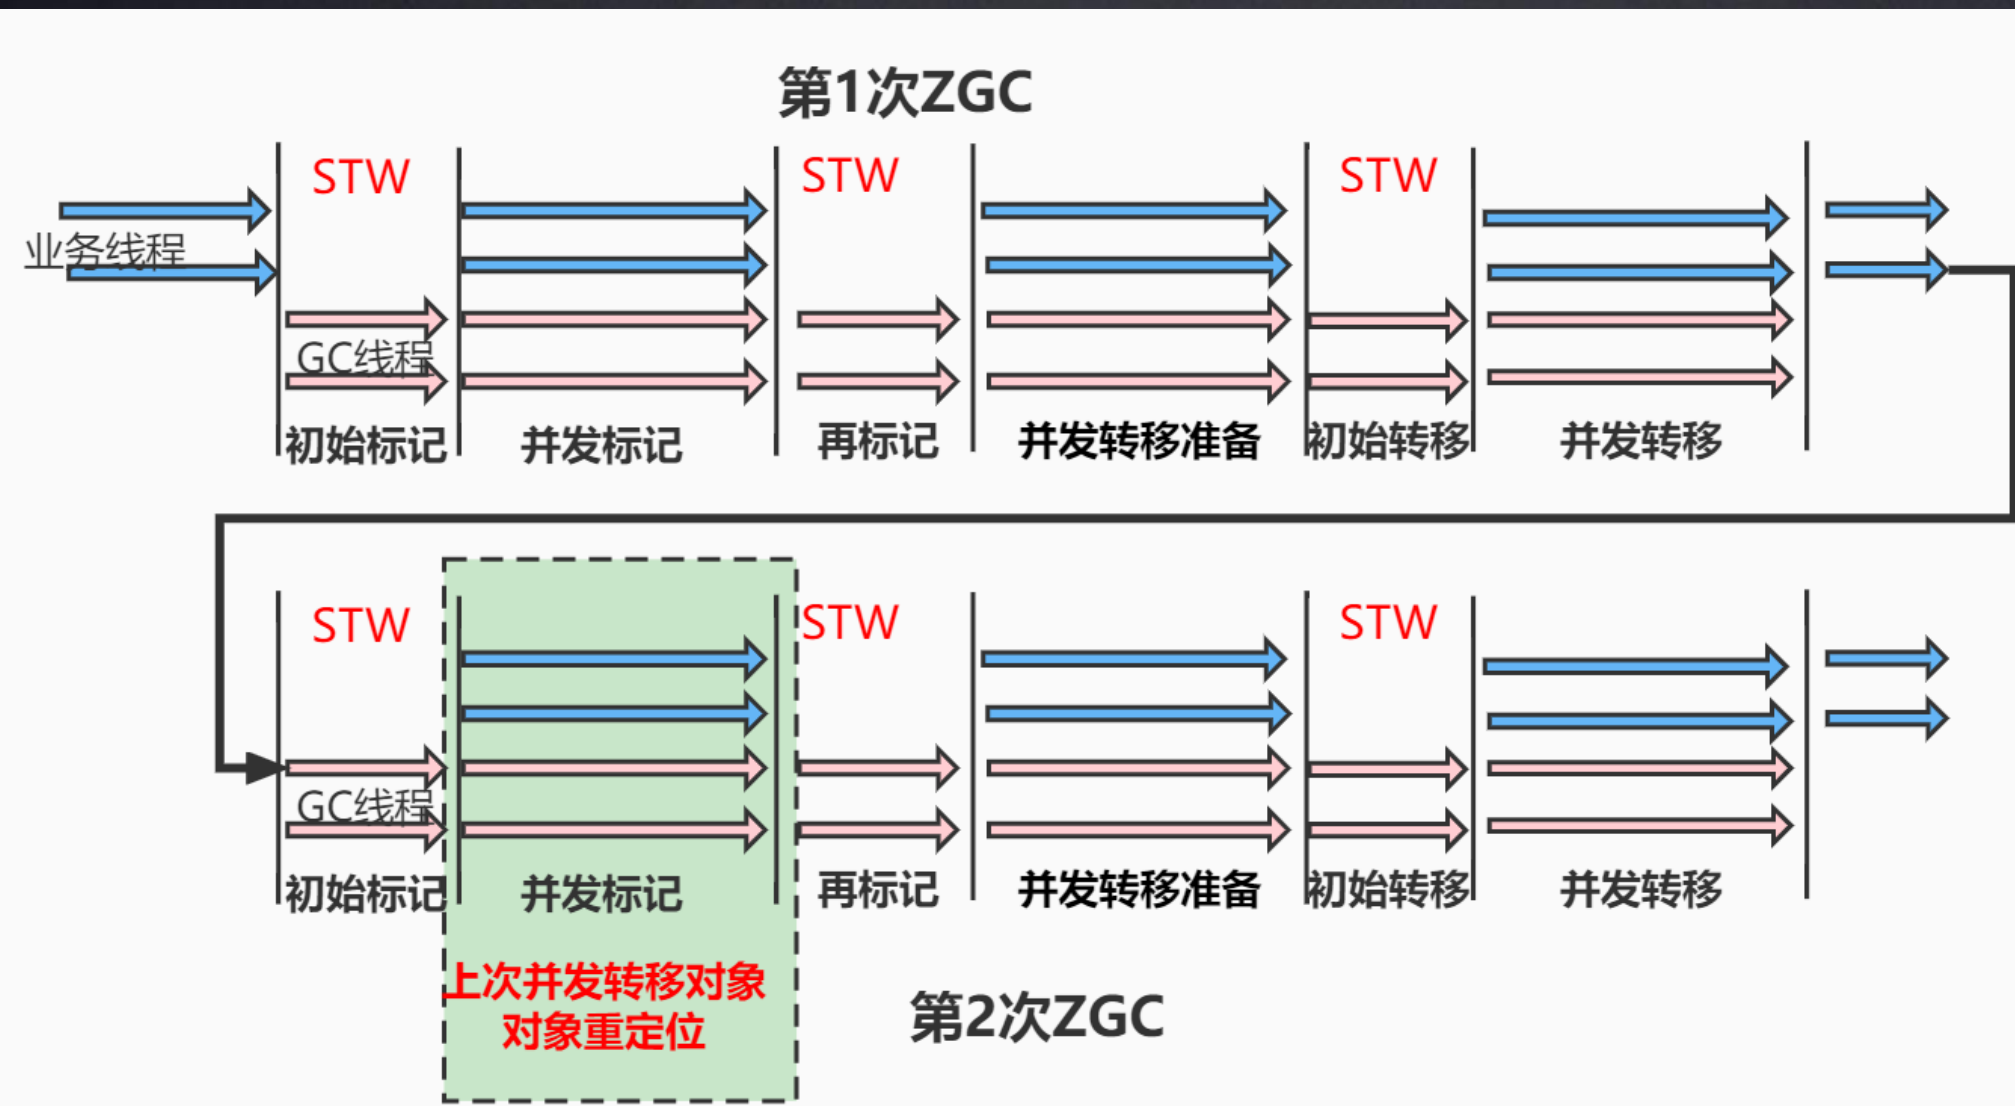 第1次ZGC
STW
STW
STW
业务线程
GC线程
初始标记
并发标记
再标记
并发转移准备
初始转移
并发转移
STW
STW
STW
GC线程
初始标记
并发标记
再标记
并发转移准备
初始转移
并发转移
上次并发转移对象
对象重定位
第2次ZGC